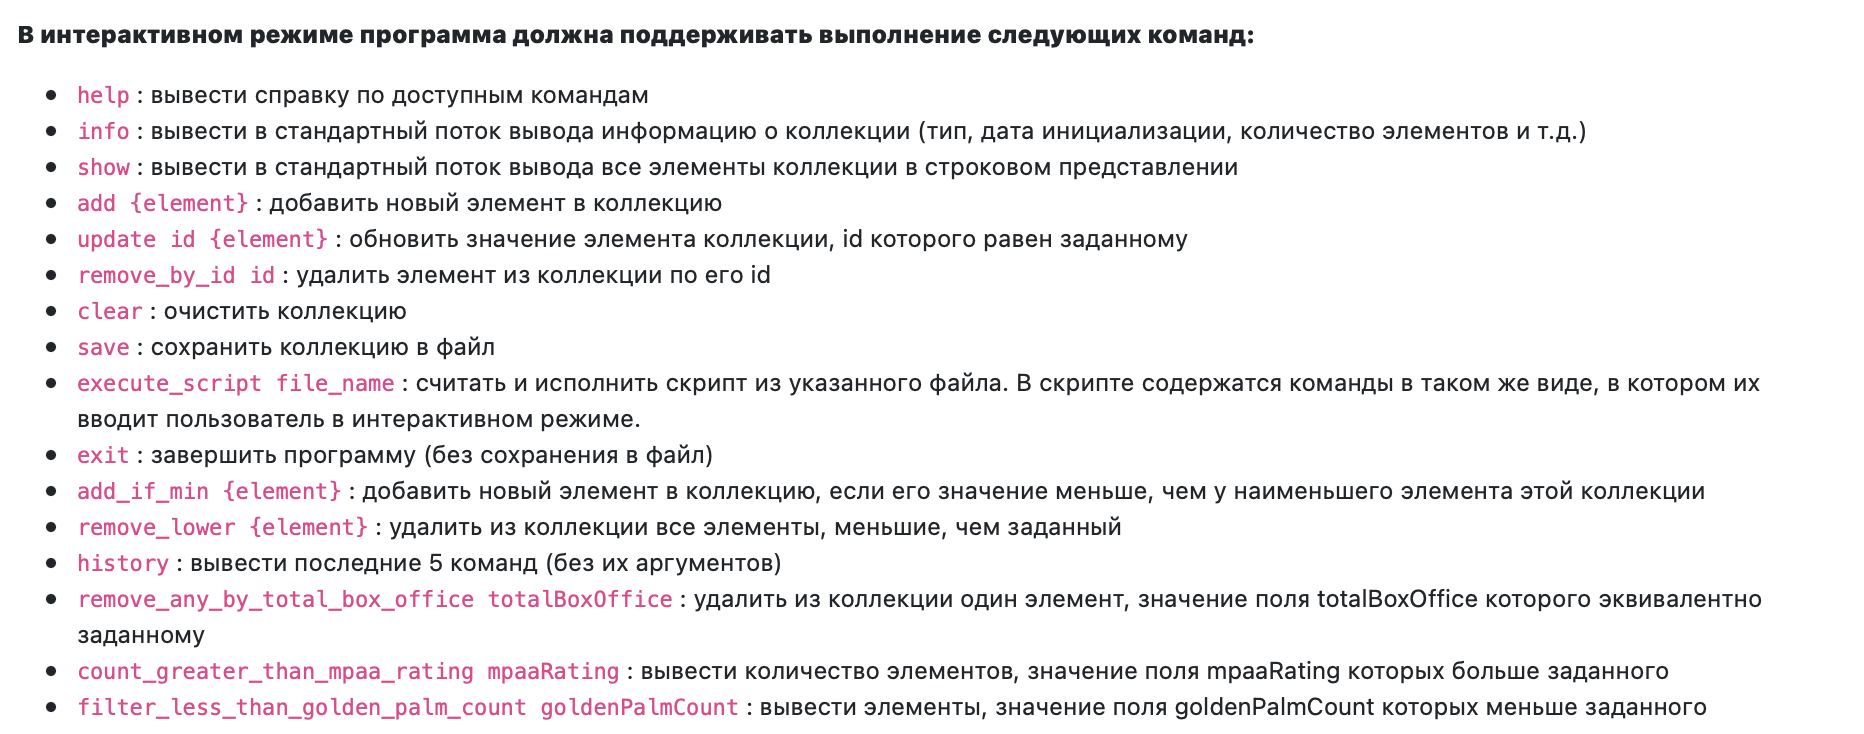 В интерактивном режиме программа должна поддерживать выполнение следующих команд:
help : вывести справку по доступным командам
info : вывести в стандартный поток вывода информацию о коллекции (тип, дата инициализации, количество элементов и т.д.)
show : вывести в стандартный поток вывода все элементы коллекции в строковом представлении
add {element} : добавить новый элемент в коллекцию
update id {element} : обновить значение элемента коллекции, id которого равен заданному
remove_by_id id : удалить элемент из коллекции по его id
clear : очистить коллекцию
save : сохранить коллекцию в файл
execute_script file_name : считать и исполнить скрипт из указанного файла. В скрипте содержатся команды в таком же виде, в котором их
вводит пользователь в интерактивном режиме.
exit : завершить программу (без сохранения в файл)
add_if_min {element} : добавить новый элемент в коллекцию, если его значение меньше, чем у наименьшего элемента этой коллекции
remove_lower {element} : удалить из коллекции все элементы, меньшие, чем заданный
history : вывести последние 5 команд (без их аргументов)
remove_any_by_total_box_office totalBoxOffice : удалить из коллекции один элемент, значение поля totalBoxOffice которого эквивалентно
заданному
count_greater_than_mpaa_rating mpaaRating : вывести количество элементов, значение поля mpaaRating которых больше заданного
filter_less_than_golden_palm_count goldenPalmCount : вывести элементы, значение поля goldenPalmCount которых меньше заданного